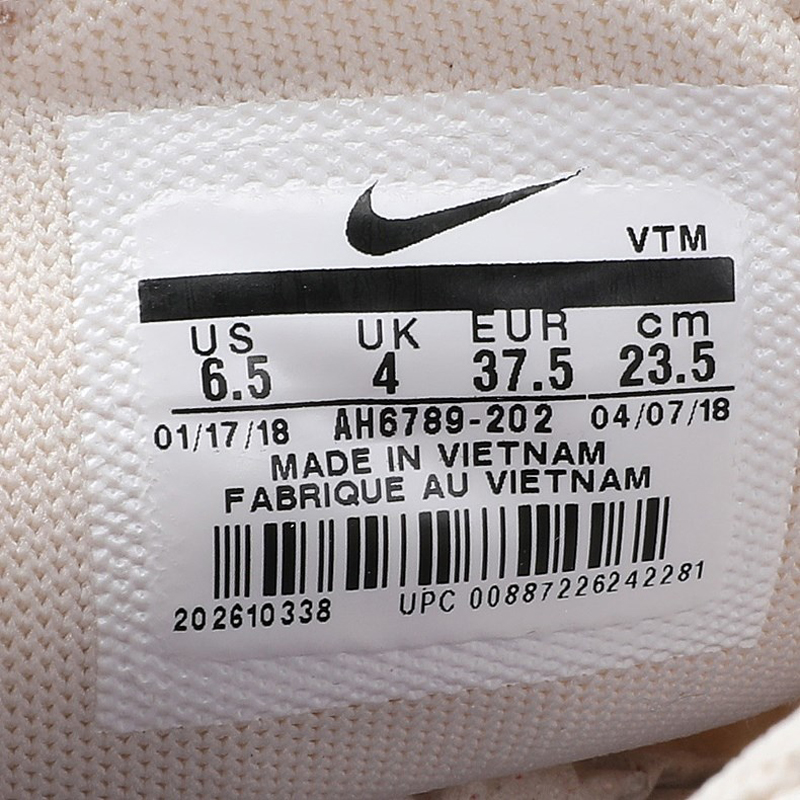 VTM
US UK EUR cm
6.5 4 37.5 23.5
01/17/18 AH6789-202 04/07/18
MADE IN VIETNAM
FABRIQUE AU VIETNAM
202610338 UPC 00887226242281